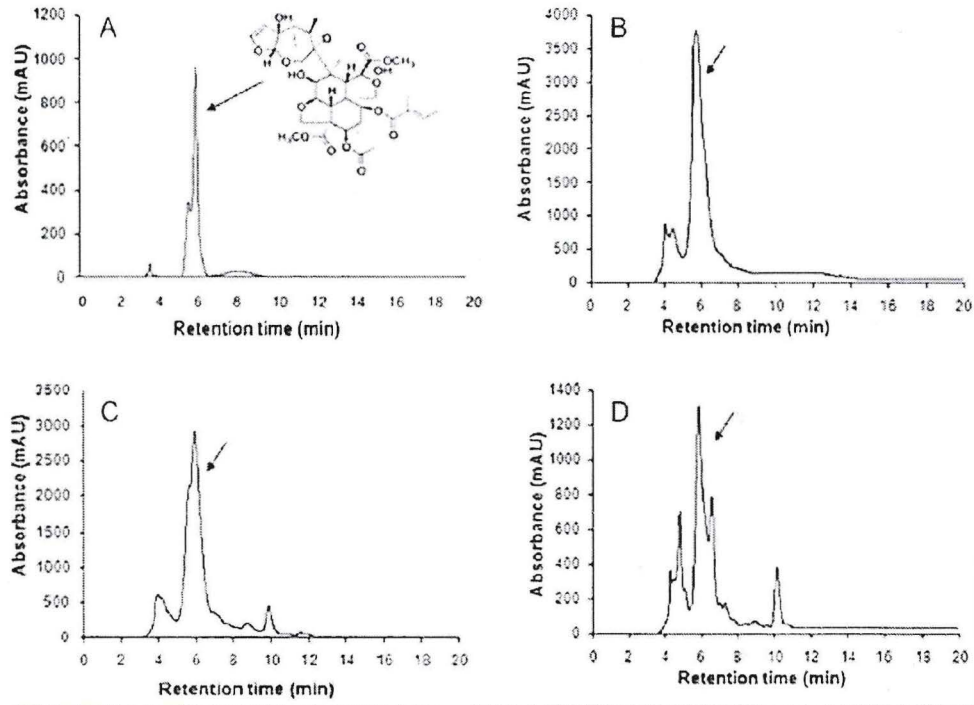 A
Absorbance (mAU)
1200
1000
800
600
400
200
0
0 2 4 6 8 10 12 14 16 18 20
Retention time (min)
OH
H
O
O
O
O
OCH₃
OH
HO
H
H
O
O
O
O
H₃CO
O
O
O
B
Absorbance (mAU)
4000
3500
3000
2500
2000
1500
1000
500
0
0 2 4 6 8 10 12 14 16 18 20
Retention time (min)
C
Absorbance (mAU)
3500
3000
2500
2000
1500
1000
500
0
0 2 4 6 8 10 12 14 16 18 20
Retention time (min)
D
Absorbance (mAU)
1400
1200
1000
800
600
400
200
0
0 2 4 6 8 10 12 14 16 18 20
Retention time (min)